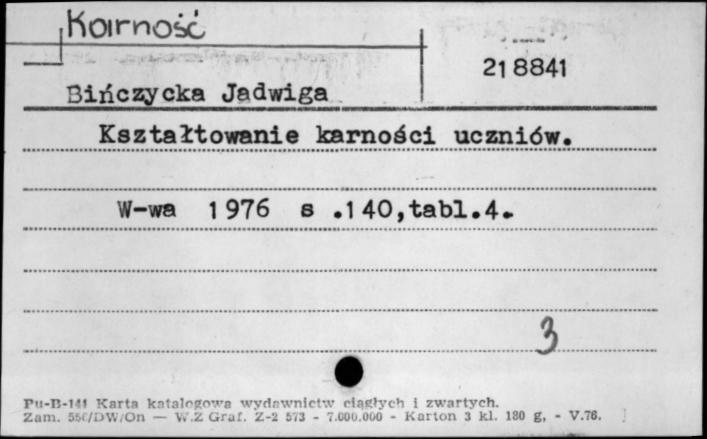 Karność
218841
Bińczycka Jadwiga
Kształtowanie karności uczniów.
W-wa 1976 s .140,tabl.4.
3
Pu-B-141 Karta katalogowa wydawnictw ciągłych i zwartych.
Zam. 556/DW/On — W.Z Graf. Z-2 573 - 7.000.000 - Karton 3 kl. 180 g, - V.76.